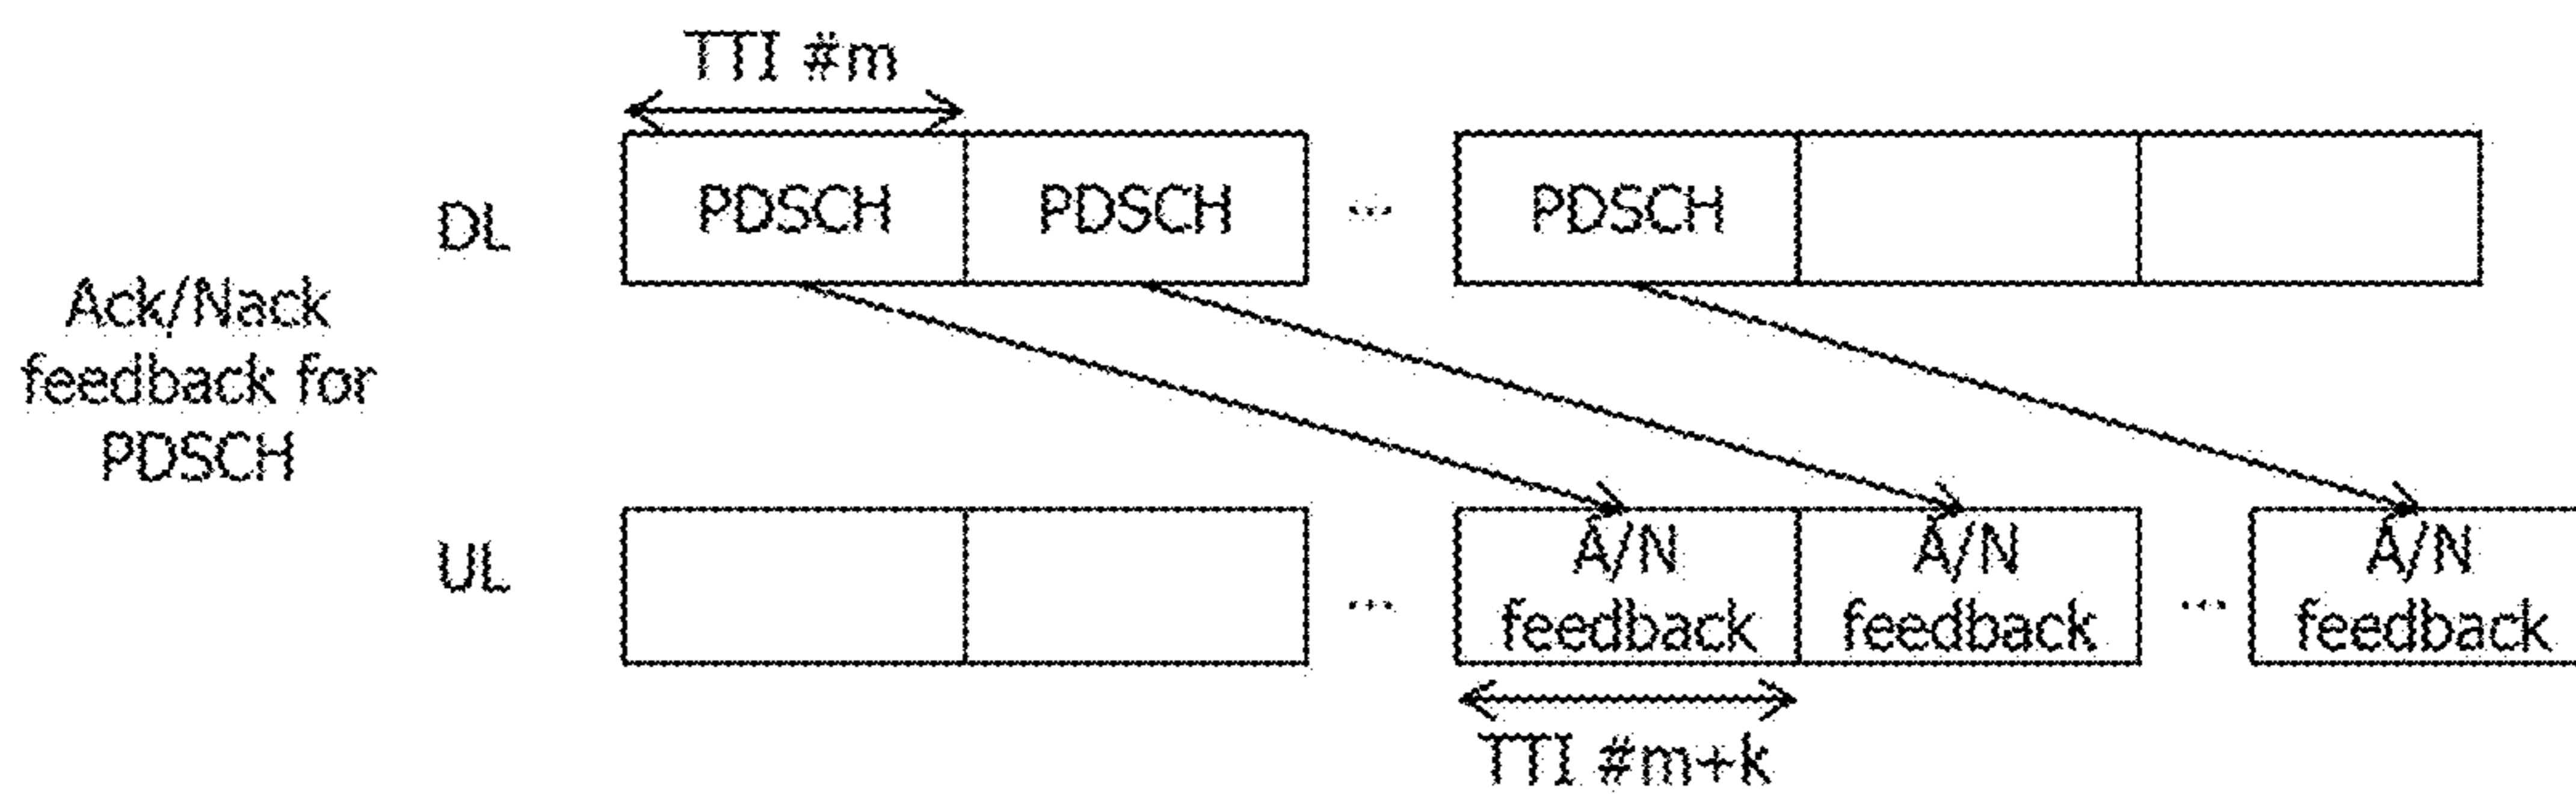 TTI #m
DL
PDSCH
PDSCH
...
PDSCH
Ack/Nack
feedback for
PDSCH
UL
...
A/N
feedback
A/N
feedback
...
A/N
feedback
TTI #m+k